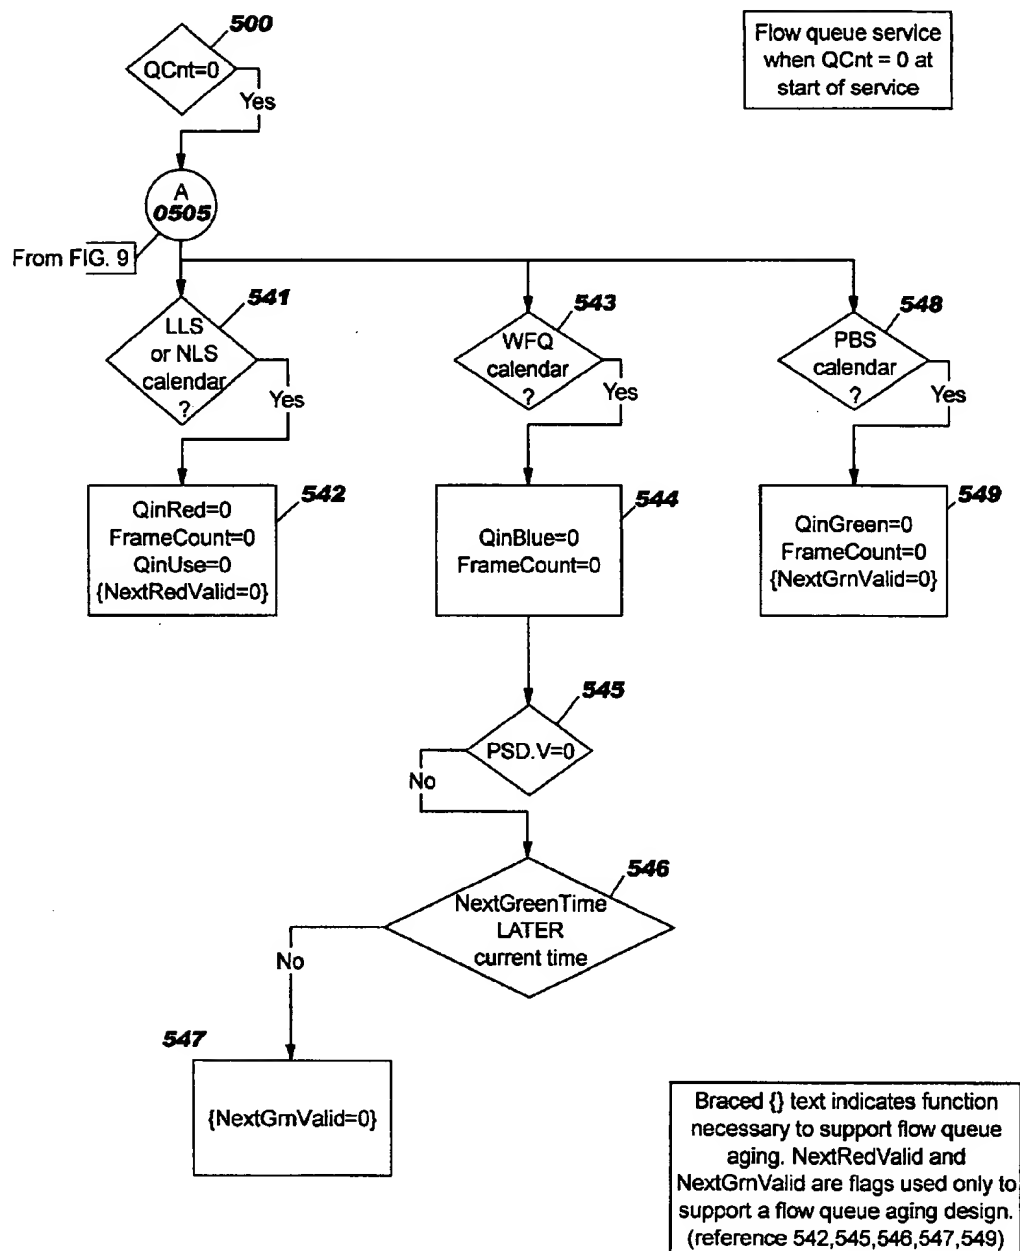 500
QCnt=0
Yes
Flow queue service
when QCnt = 0 at
start of service
A
0505
From FIG. 9
541
LLS
or NLS
calendar
?
Yes
543
WFQ
calendar
?
Yes
548
PBS
calendar
?
Yes
542
QinRed=0
FrameCount=0
QinUse=0
{NextRedValid=0}
544
QinBlue=0
FrameCount=0
549
QinGreen=0
FrameCount=0
{NextGrnValid=0}
545
PSD.V=0
No
546
NextGreenTime
LATER
current time
No
547
{NextGrnValid=0}
Braced {} text indicates function
necessary to support flow queue
aging. NextRedValid and
NextGrnValid are flags used only to
support a flow queue aging design.
(reference 542,545,546,547,549)